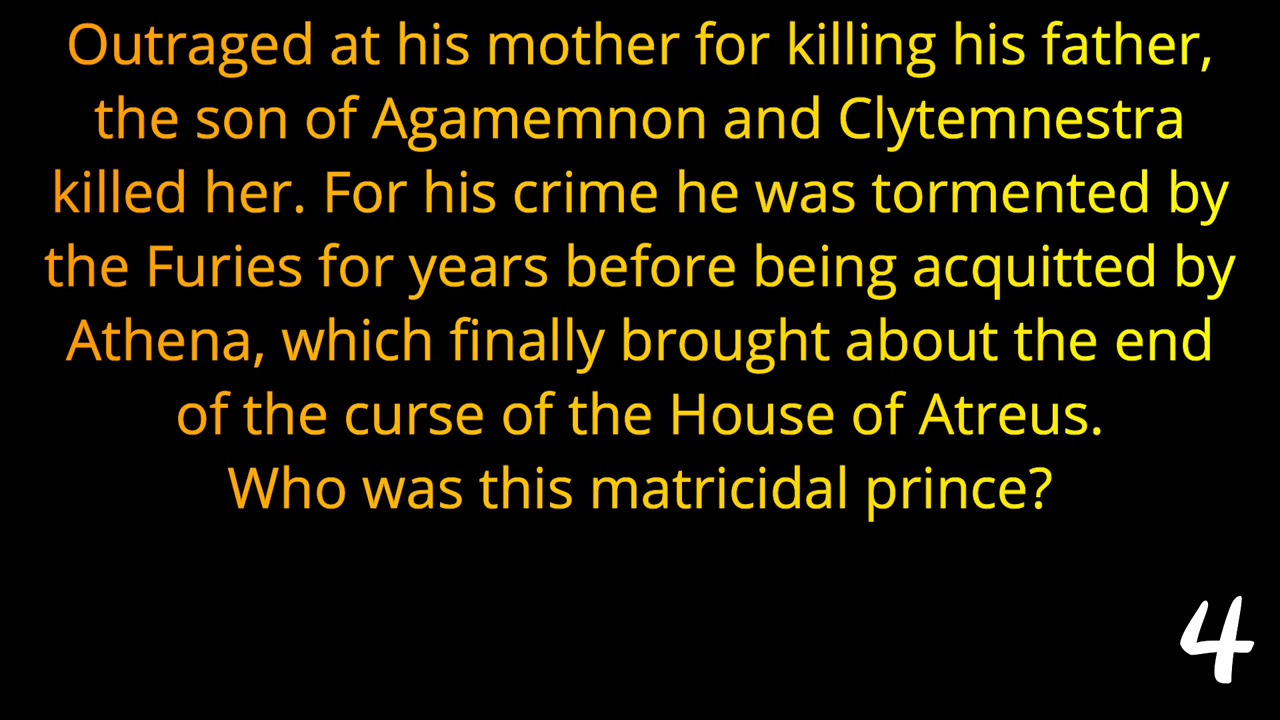 Outraged at his mother for killing his father,
the son of Agamemnon and Clytemnestra
killed her. For his crime he was tormented by
the Furies for years before being acquitted by
Athena, which finally brought about the end
of the curse of the House of Atreus.
Who was this matricidal prince?
4